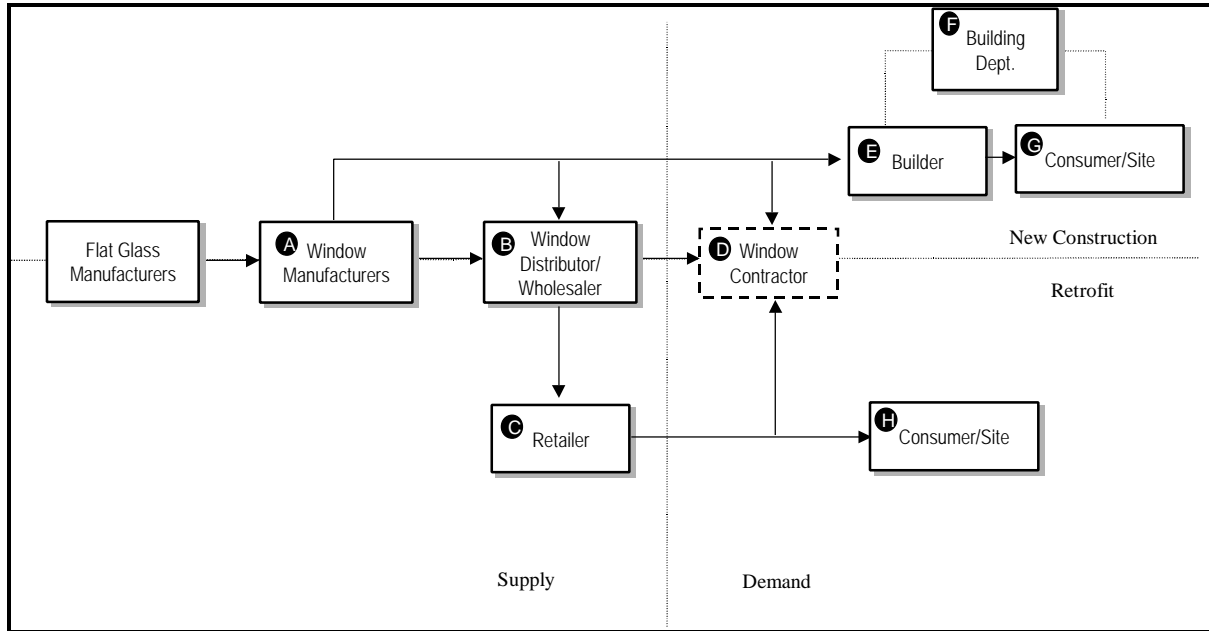 F
Building
Dept.
E
Builder
G
Consumer/Site
Flat Glass
Manufacturers
A
Window
Manufacturers
B
Window
Distributor/
Wholesaler
D
Window
Contractor
New Construction
Retrofit
C
Retailer
H
Consumer/Site
Supply
Demand